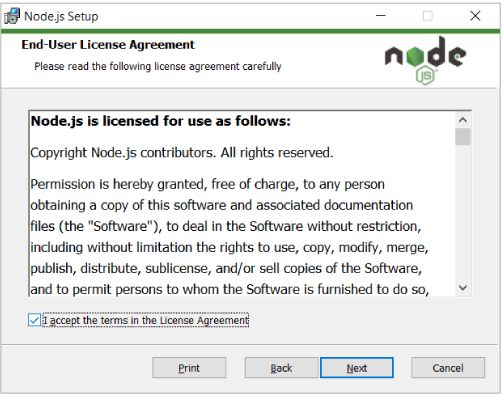 Node.js Setup
End-User License Agreement
Please read the following license agreement carefully
node
JS
Node.js is licensed for use as follows:
Copyright Node.js contributors. All rights reserved.
Permission is hereby granted, free of charge, to any person
obtaining a copy of this software and associated documentation
files (the "Software"), to deal in the Software without restriction,
including without limitation the rights to use, copy, modify, merge,
publish, distribute, sublicense, and/or sell copies of the Software,
and to permit persons to whom the Software is furnished to do so,
I accept the terms in the License Agreement
Print
Back
Next
Cancel